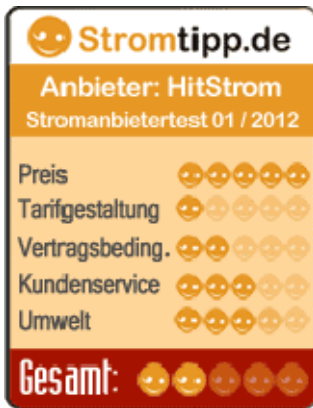 Stromtipp.de
Anbieter: HitStrom
Stromanbietertest 01 / 2012
Preis
Tarifgestaltung
Vertragsbeding.
Kundenservice
Umwelt
Gesamt: